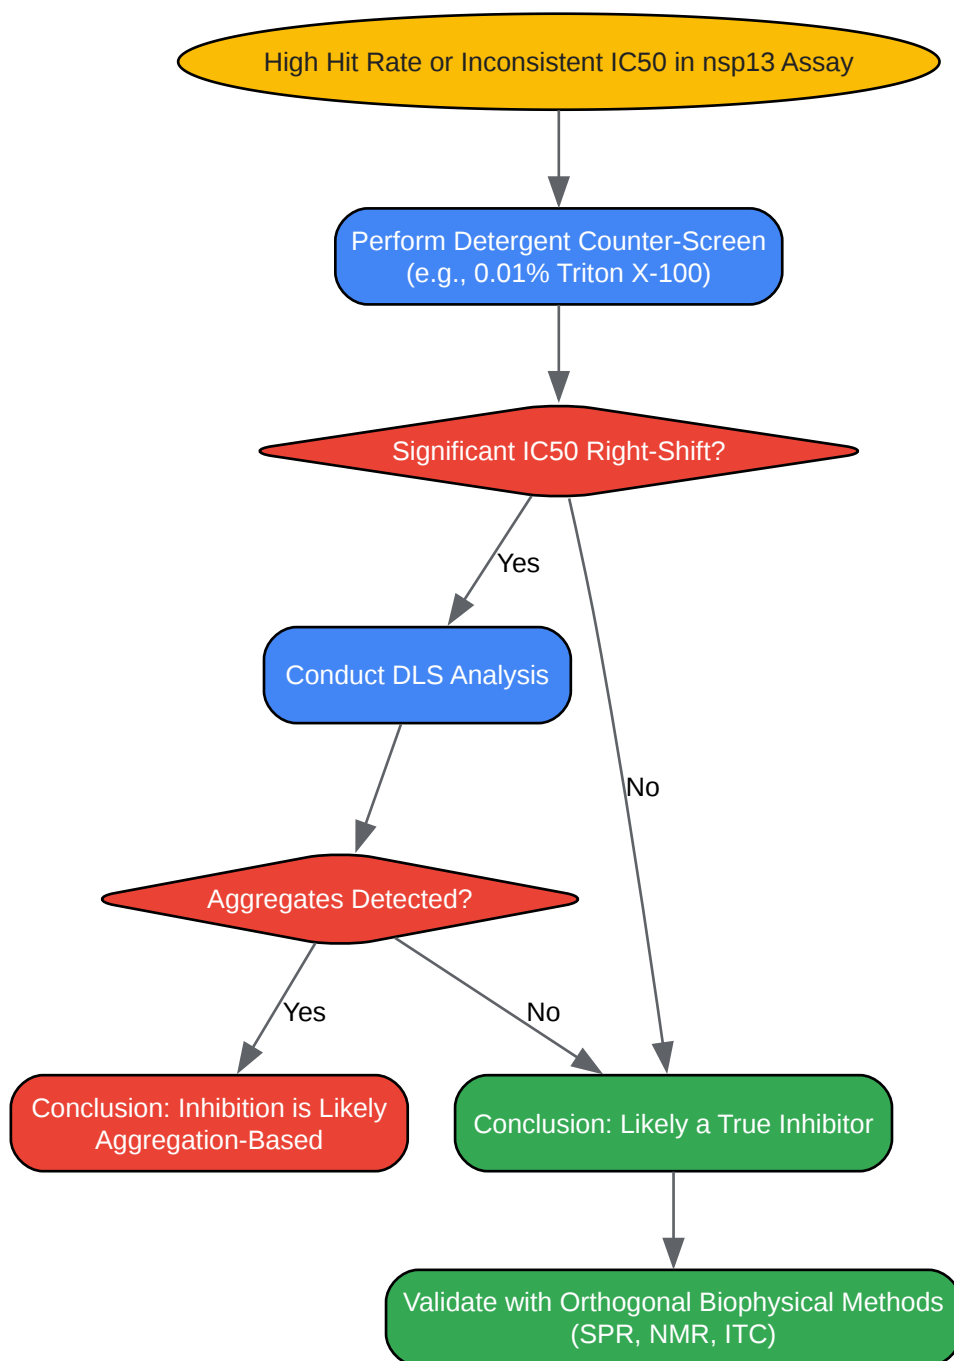 High Hit Rate or Inconsistent IC50 in nsp13 Assay
Perform Detergent Counter-Screen
(e.g., 0.01% Triton X-100)
Significant IC50 Right-Shift?
Yes
Conduct DLS Analysis
No
Aggregates Detected?
Yes
No
Conclusion: Inhibition is Likely
Aggregation-Based
Conclusion: Likely a True Inhibitor
Validate with Orthogonal Biophysical Methods
(SPR, NMR, ITC)